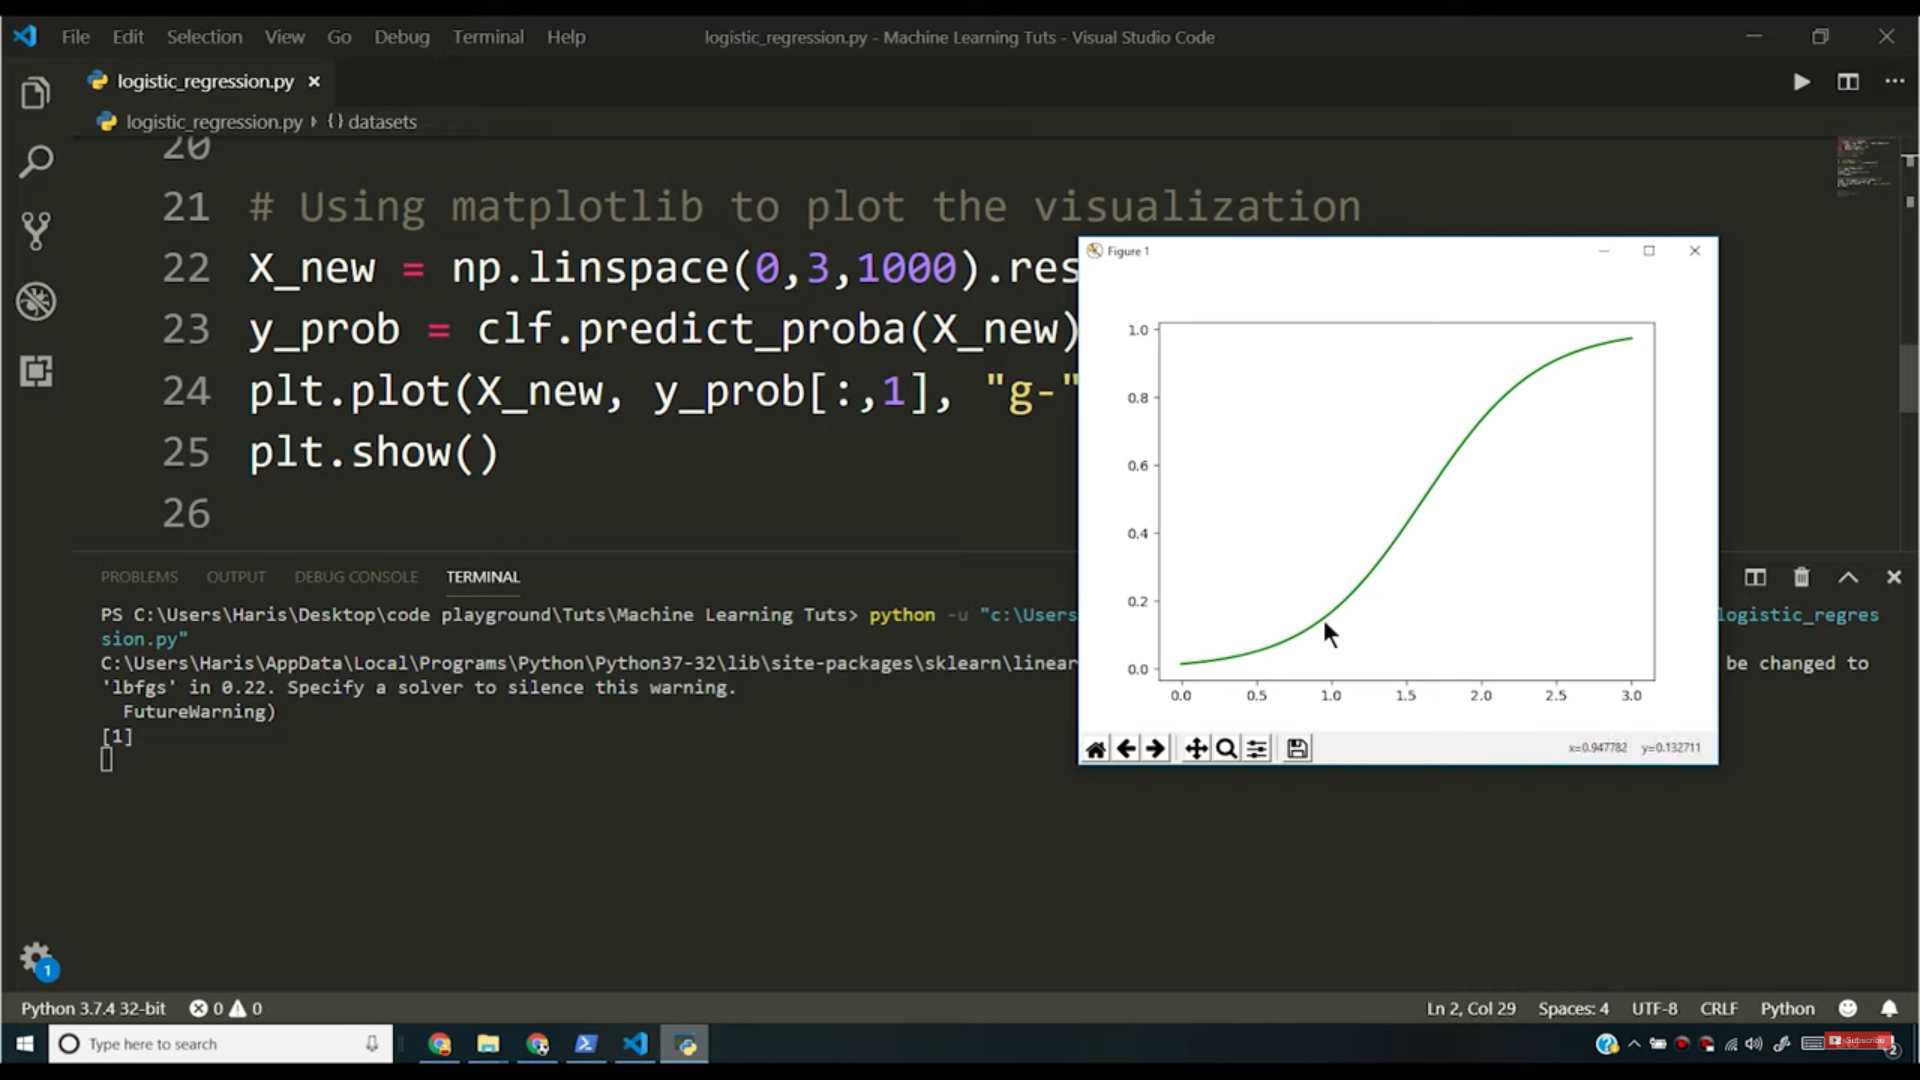 File Edit Selection View Go Debug Terminal Help logistic_regression.py - Machine Learning Tuts - Visual Studio Code
logistic_regression.py ×
logistic_regression.py › {} datasets
20
21 # Using matplotlib to plot the visualization
22 X_new = np.linspace(0,3,1000).res
23 y_prob = clf.predict_proba(X_new)
24 plt.plot(X_new, y_prob[:,1], "g-"
25 plt.show()
26
Figure 1
1.0
0.8
0.6
0.4
0.2
0.0
0.0 0.5 1.0 1.5 2.0 2.5 3.0
x=0.947782 y=0.132711
PROBLEMS OUTPUT DEBUG CONSOLE TERMINAL
PS C:\Users\Haris\Desktop\code playground\Tuts\Machine Learning Tuts> python -u "c:\Users logistic_regres
sion.py"
C:\Users\Haris\AppData\Local\Programs\Python\Python37-32\lib\site-packages\sklearn\linear be changed to
'lbfgs' in 0.22. Specify a solver to silence this warning.
FutureWarning)
[1]
1
Python 3.7.4 32-bit 0 0 Ln 2, Col 29 Spaces: 4 UTF-8 CRLF Python
Type here to search
Subscribe
2